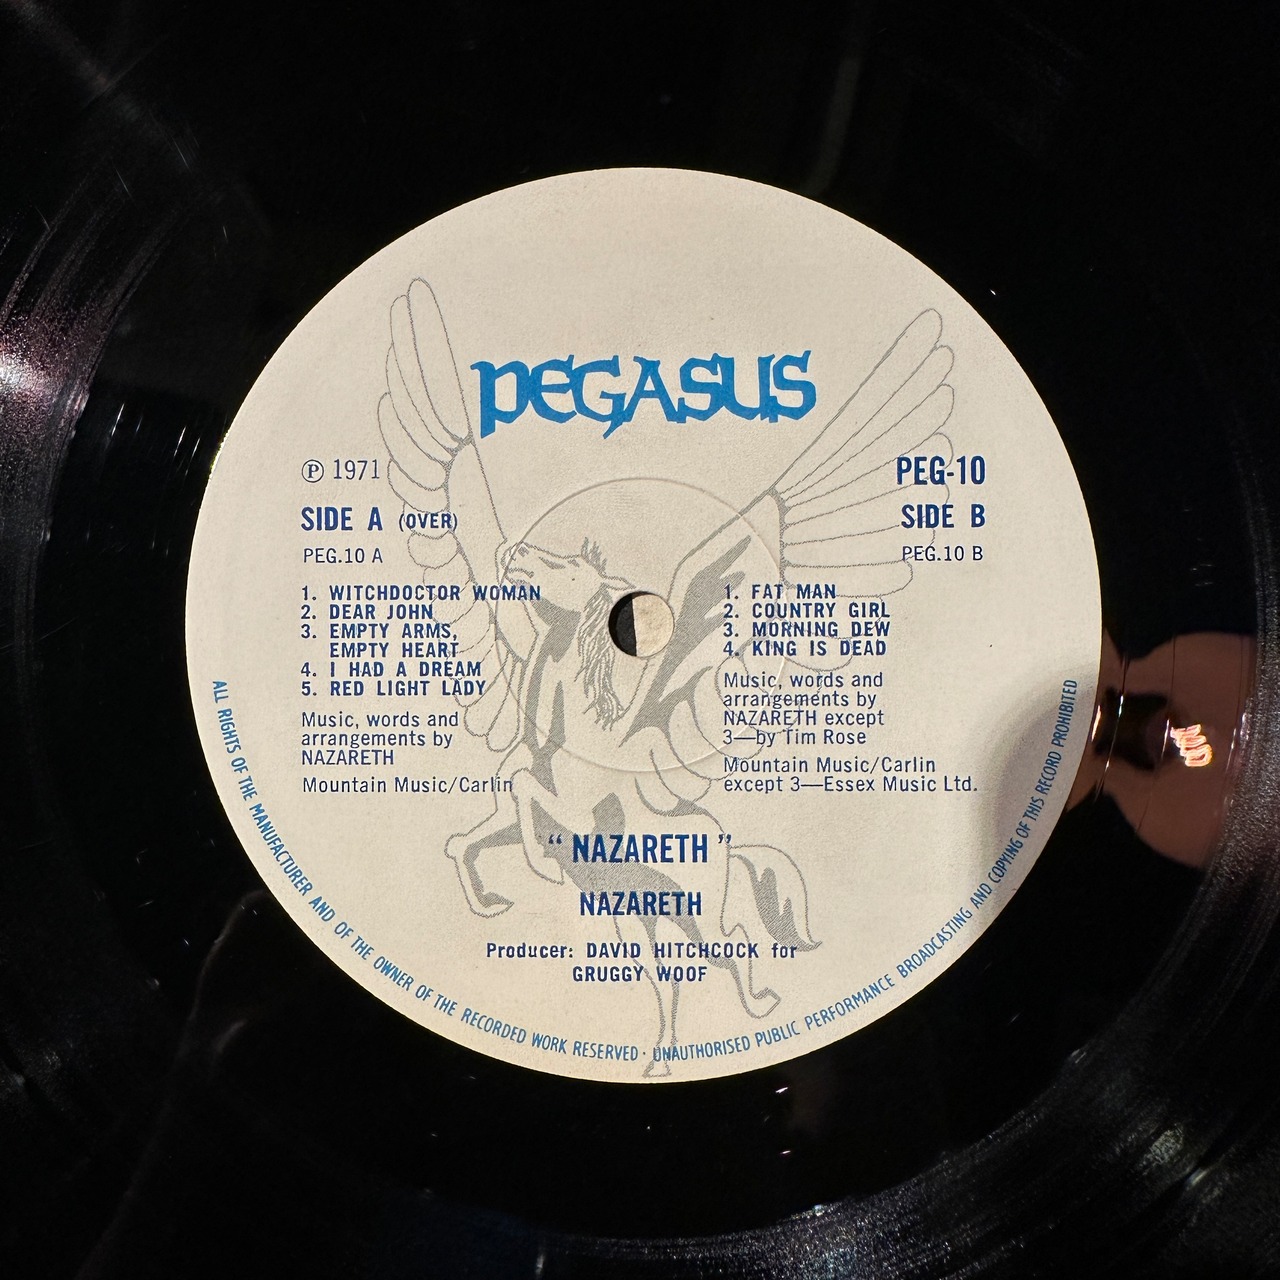 PEGASUS
℗ 1971
SIDE A (OVER)
PEG.10 A
1. WITCHDOCTOR WOMAN
2. DEAR JOHN
3. EMPTY ARMS,
EMPTY HEART
4. I HAD A DREAM
5. RED LIGHT LADY
Music, words and
arrangements by
NAZARETH
Mountain Music/Carlin
PEG-10
SIDE B
PEG.10 B
1. FAT MAN
2. COUNTRY GIRL
3. MORNING DEW
4. KING IS DEAD
Music, words and
arrangements by
NAZARETH except
3—by Tim Rose
Mountain Music/Carlin
except 3—Essex Music Ltd.
“ NAZARETH ”
NAZARETH
Producer: DAVID HITCHCOCK for
GRUGGY WOOF
ALL RIGHTS OF THE MANUFACTURER AND OF THE OWNER OF THE RECORDED WORK RESERVED · UNAUTHORISED PUBLIC PERFORMANCE BROADCASTING AND COPYING OF THIS RECORD PROHIBITED